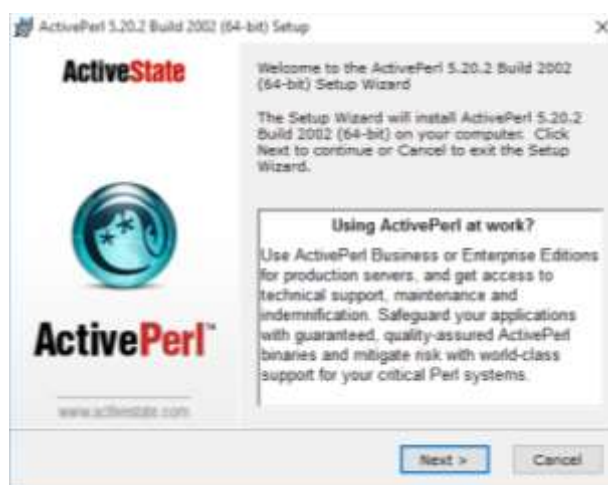 ActivePerl 5.20.2 Build 2002 (64-bit) Setup
ActiveState
Welcome to the ActivePerl 5.20.2 Build 2002
(64-bit) Setup Wizard
The Setup Wizard will install ActivePerl 5.20.2
Build 2002 (64-bit) on your computer. Click
Next to continue or Cancel to exit the Setup
Wizard.
Using ActivePerl at work?
Use ActivePerl Business or Enterprise Editions
for production servers, and get access to
technical support, maintenance and
indemnification. Safeguard your applications
with guaranteed, quality-assured ActivePerl
binaries and mitigate risk with world-class
support for your critical Perl systems.
ActivePerl™
www.activestate.com
Next >
Cancel